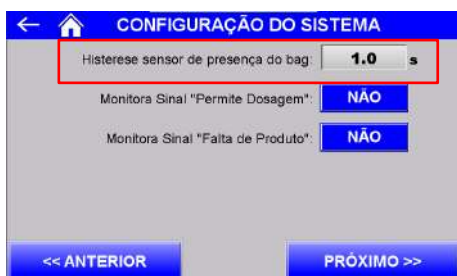 CONFIGURAÇÃO DO SISTEMA
Histerese sensor de presença do bag: 1.0 s
Monitora Sinal "Permite Dosagem": NÃO
Monitora Sinal "Falta de Produto": NÃO
<< ANTERIOR PRÓXIMO >>